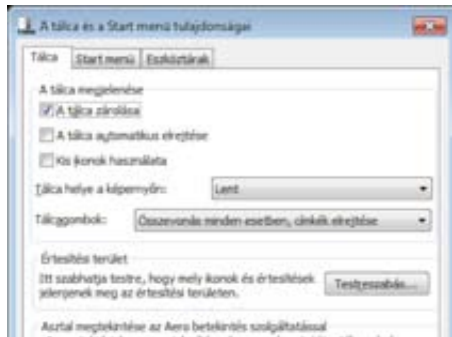 A tálca és a Start menü tulajdonságai
Tálca Start menü Eszköztárak
A tálca megjelenése
A tálca zárolása
A tálca automatikus elrejtése
Kis ikonok használata
Tálca helye a képernyőn: Lent
Tálcagombok: Összevonás minden esetben, címkék elrejtése
Értesítési terület
Itt szabhatja testre, hogy mely ikonok és értesítések
jelenjenek meg az értesítési területen. Testreszabás...
Asztal megtekintése az Aero betekintés szolgáltatással